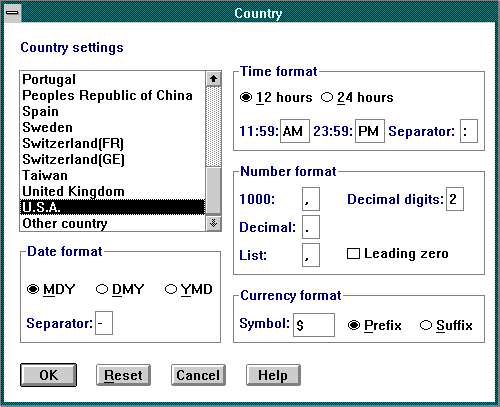 Country
Country settings
Portugal
Peoples Republic of China
Spain
Sweden
Switzerland(FR)
Switzerland(GE)
Taiwan
United Kingdom
U.S.A.
Other country
Date format
MDY DMY YMD
Separator: -
Time format
12 hours 24 hours
11:59: AM 23:59: PM Separator: :
Number format
1000: , Decimal digits: 2
Decimal: .
List: , Leading zero
Currency format
Symbol: $ Prefix Suffix
OK Reset Cancel Help